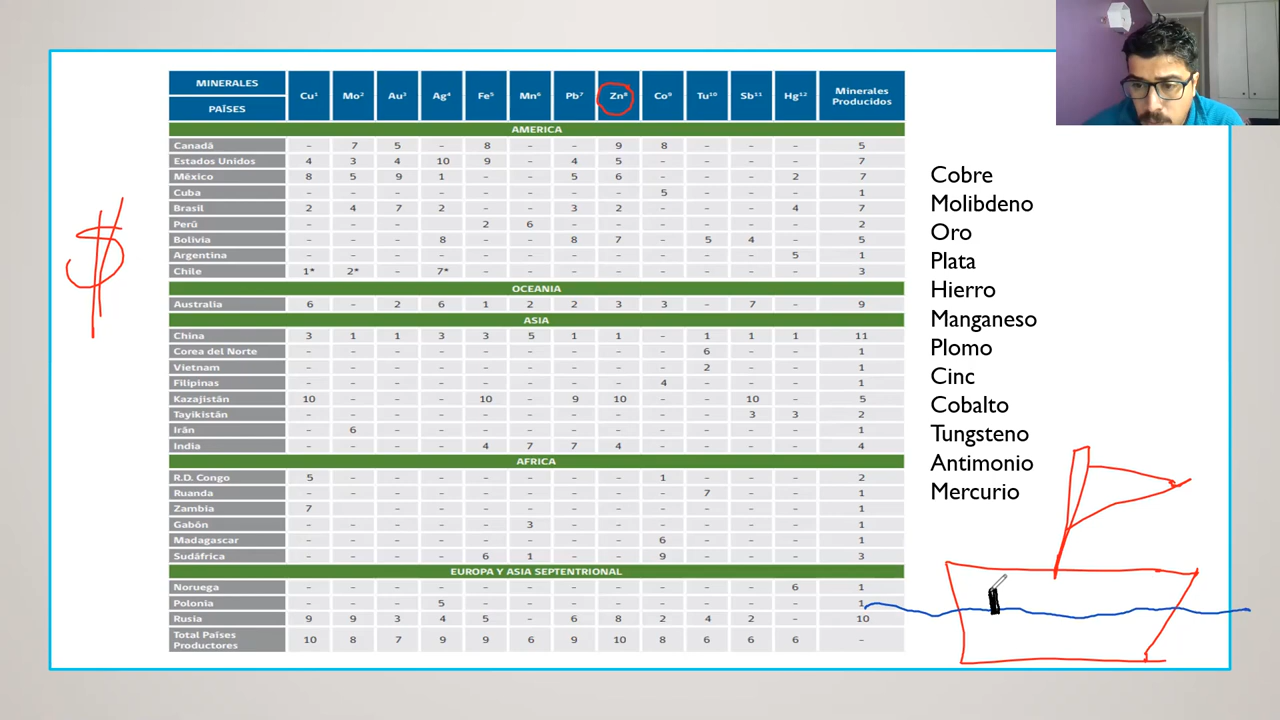 MINERALES Cu¹ Mo² Au³ Ag⁴ Fe⁵ Mn⁶ Pb⁷ Zn⁸ Co⁹ Tu¹⁰ Sb¹¹ Hg¹² Minerales Producidos
PAÍSES
AMERICA
Canadá - 7 5 - 8 - - 9 8 - - - 5
Estados Unidos 4 3 4 10 9 - 4 5 - - - - 7
México 8 5 9 1 - - 5 6 - - - 2 7
Cuba - - - - - - - - 5 - - - 1
Brasil 2 4 7 2 - - 3 2 - - - 4 7
Perú - - - - 2 6 - - - - - - 2
Bolivia - - - 8 - - 8 7 - 5 4 - 5
Argentina - - - - - - - - - - - 5 1
Chile 1* 2* - 7* - - - - - - - - 3
OCEANIA
Australia 6 - 2 6 1 2 2 3 3 - 7 - 9
ASIA
China 3 1 1 3 3 5 1 1 - 1 1 1 11
Corea del Norte - - - - - - - - - 6 - - 1
Vietnam - - - - - - - - - 2 - - 1
Filipinas - - - - - - - - 4 - - - 1
Kazajistán 10 - - - 10 - 9 10 - - 10 - 5
Tayikistán - - - - - - - - - - 3 3 2
Irán - 6 - - - - - - - - - - 1
India - - - - 4 7 7 4 - - - - 4
AFRICA
R.D. Congo 5 - - - - - - - 1 - - - 2
Ruanda - - - - - - - - - 7 - - 1
Zambia 7 - - - - - - - - - - - 1
Gabón - - - - - 3 - - - - - - 1
Madagascar - - - - - - - - 6 - - - 1
Sudáfrica - - - - 6 1 - - 9 - - - 3
EUROPA Y ASIA SEPTENTRIONAL
Noruega - - - - - - - - - - - 6 1
Polonia - - - 5 - - - - - - - - 1
Rusia 9 9 3 4 5 - 6 8 2 4 2 - 10
Total Países Productores 10 8 7 9 9 6 9 10 8 6 6 6 -
$
Cobre
Molibdeno
Oro
Plata
Hierro
Manganeso
Plomo
Cinc
Cobalto
Tungsteno
Antimonio
Mercurio